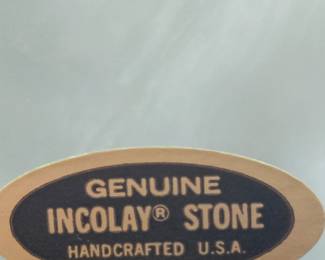 GENUINE
INCOLAY® STONE
HANDCRAFTED U.S.A.